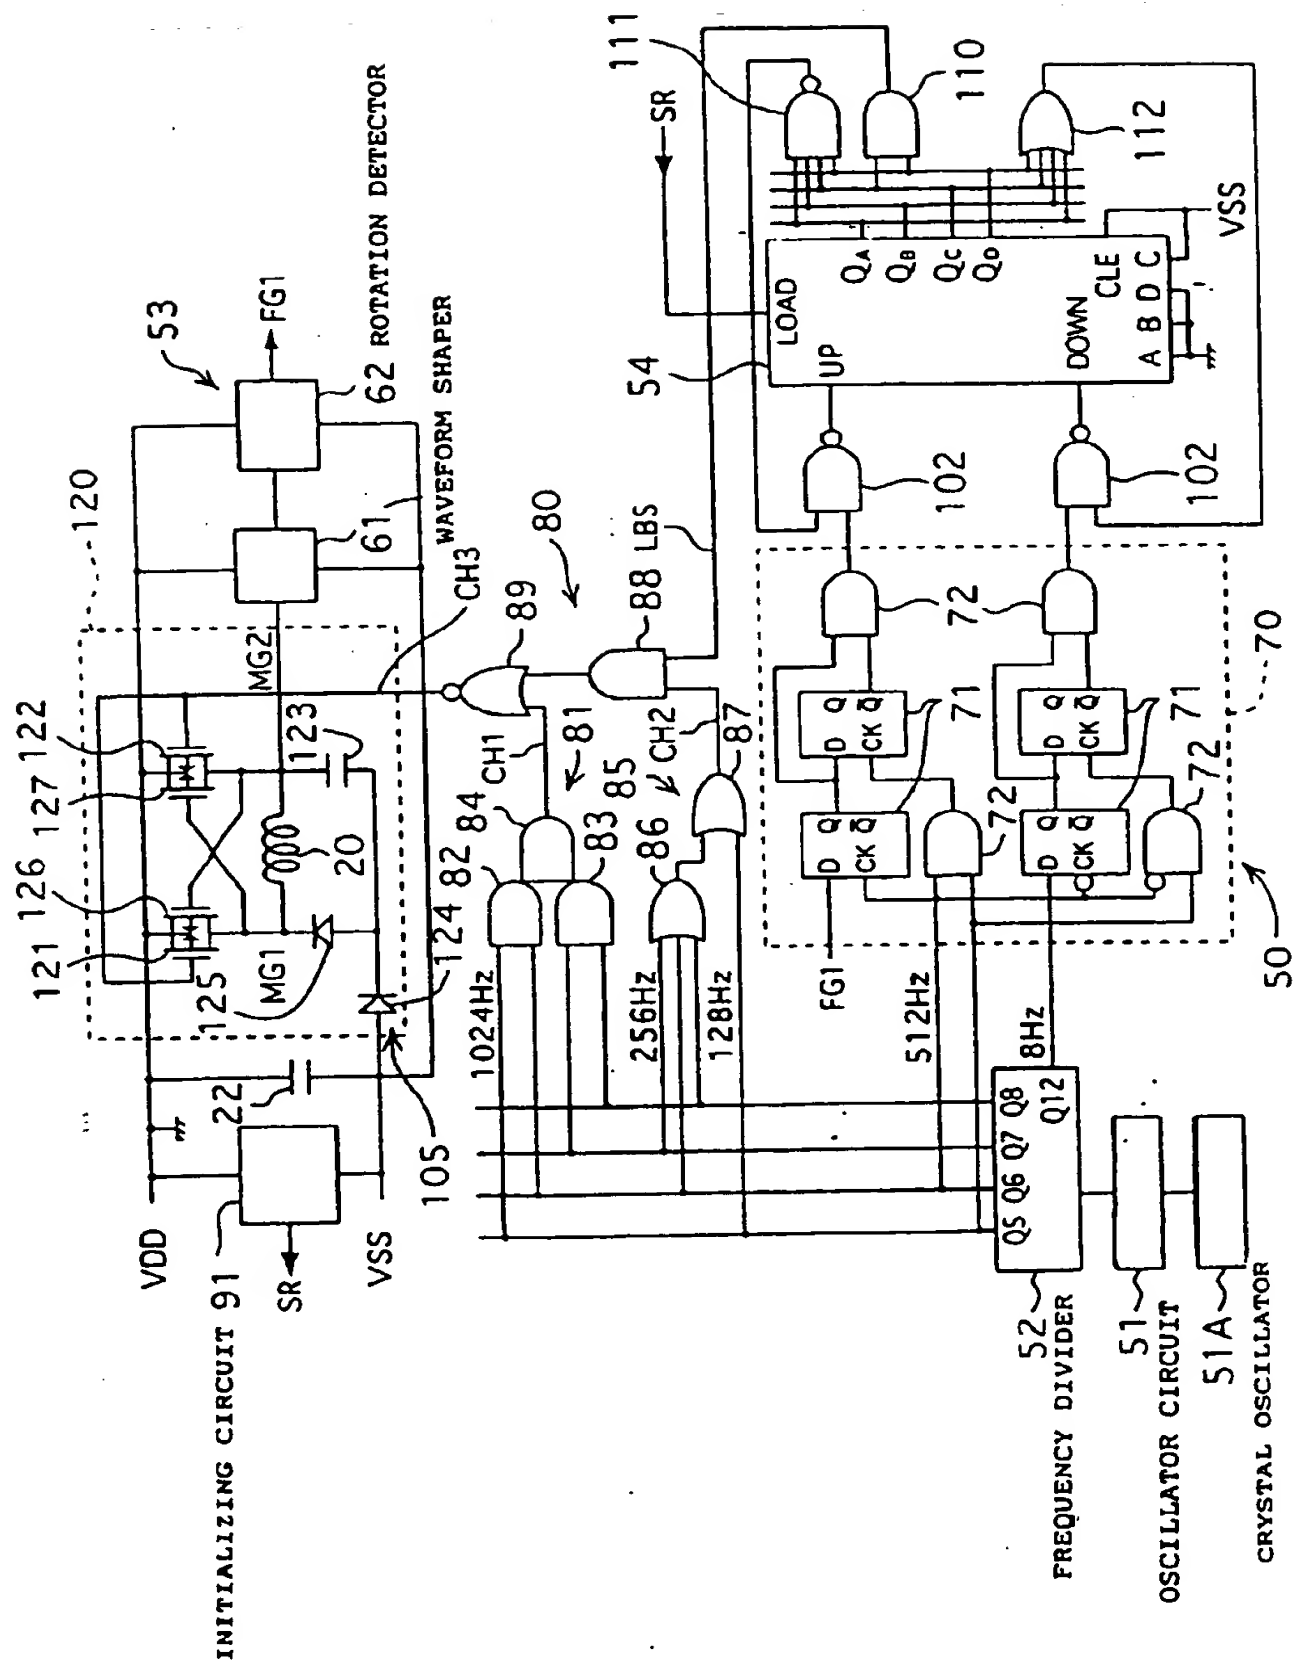 120
53
FG1
62 ROTATION DETECTOR
61
WAVEFORM SHAPER
121 126 127 122
125
MG1
20
123
MG2
CH3
124
105
22
VDD
INITIALIZING CIRCUIT 91
SR
VSS
1024Hz
82
84
CH1
89
80
83
81
85
88 LBS
256Hz
86
CH2
128Hz
87
111
SR
110
112
54
LOAD
UP
DOWN
QA
QB
QC
QD
CLE
A B D C
VSS
102
102
FG1
D Q
CK Q̅
D Q
CK Q̅
71
72
72
512Hz
8Hz
D Q
CK Q̅
D Q
CK Q̅
71
72
70
50
Q5 Q6 Q7 Q8
Q12
52
FREQUENCY DIVIDER
51
OSCILLATOR CIRCUIT
51A
CRYSTAL OSCILLATOR